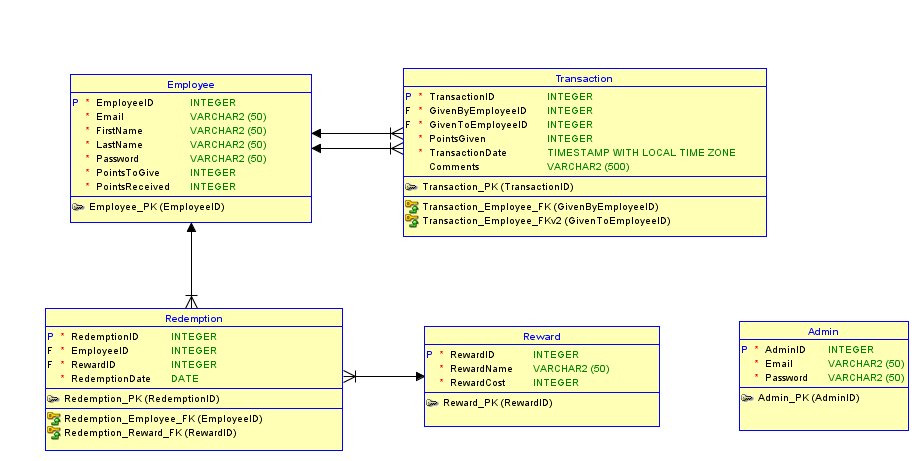 Employee
P * EmployeeID INTEGER
* Email VARCHAR2 (50)
* FirstName VARCHAR2 (50)
* LastName VARCHAR2 (50)
* Password VARCHAR2 (50)
* PointsToGive INTEGER
* PointsReceived INTEGER
Employee_PK (EmployeeID)
Transaction
P * TransactionID INTEGER
F * GivenByEmployeeID INTEGER
F * GivenToEmployeeID INTEGER
* PointsGiven INTEGER
* TransactionDate TIMESTAMP WITH LOCAL TIME ZONE
Comments VARCHAR2 (500)
Transaction_PK (TransactionID)
Transaction_Employee_FK (GivenByEmployeeID)
Transaction_Employee_FKv2 (GivenToEmployeeID)
Redemption
P * RedemptionID INTEGER
F * EmployeeID INTEGER
F * RewardID INTEGER
* RedemptionDate DATE
Redemption_PK (RedemptionID)
Redemption_Employee_FK (EmployeeID)
Redemption_Reward_FK (RewardID)
Reward
P * RewardID INTEGER
* RewardName VARCHAR2 (50)
* RewardCost INTEGER
Reward_PK (RewardID)
Admin
P * AdminID INTEGER
* Email VARCHAR2 (50)
* Password VARCHAR2 (50)
Admin_PK (AdminID)